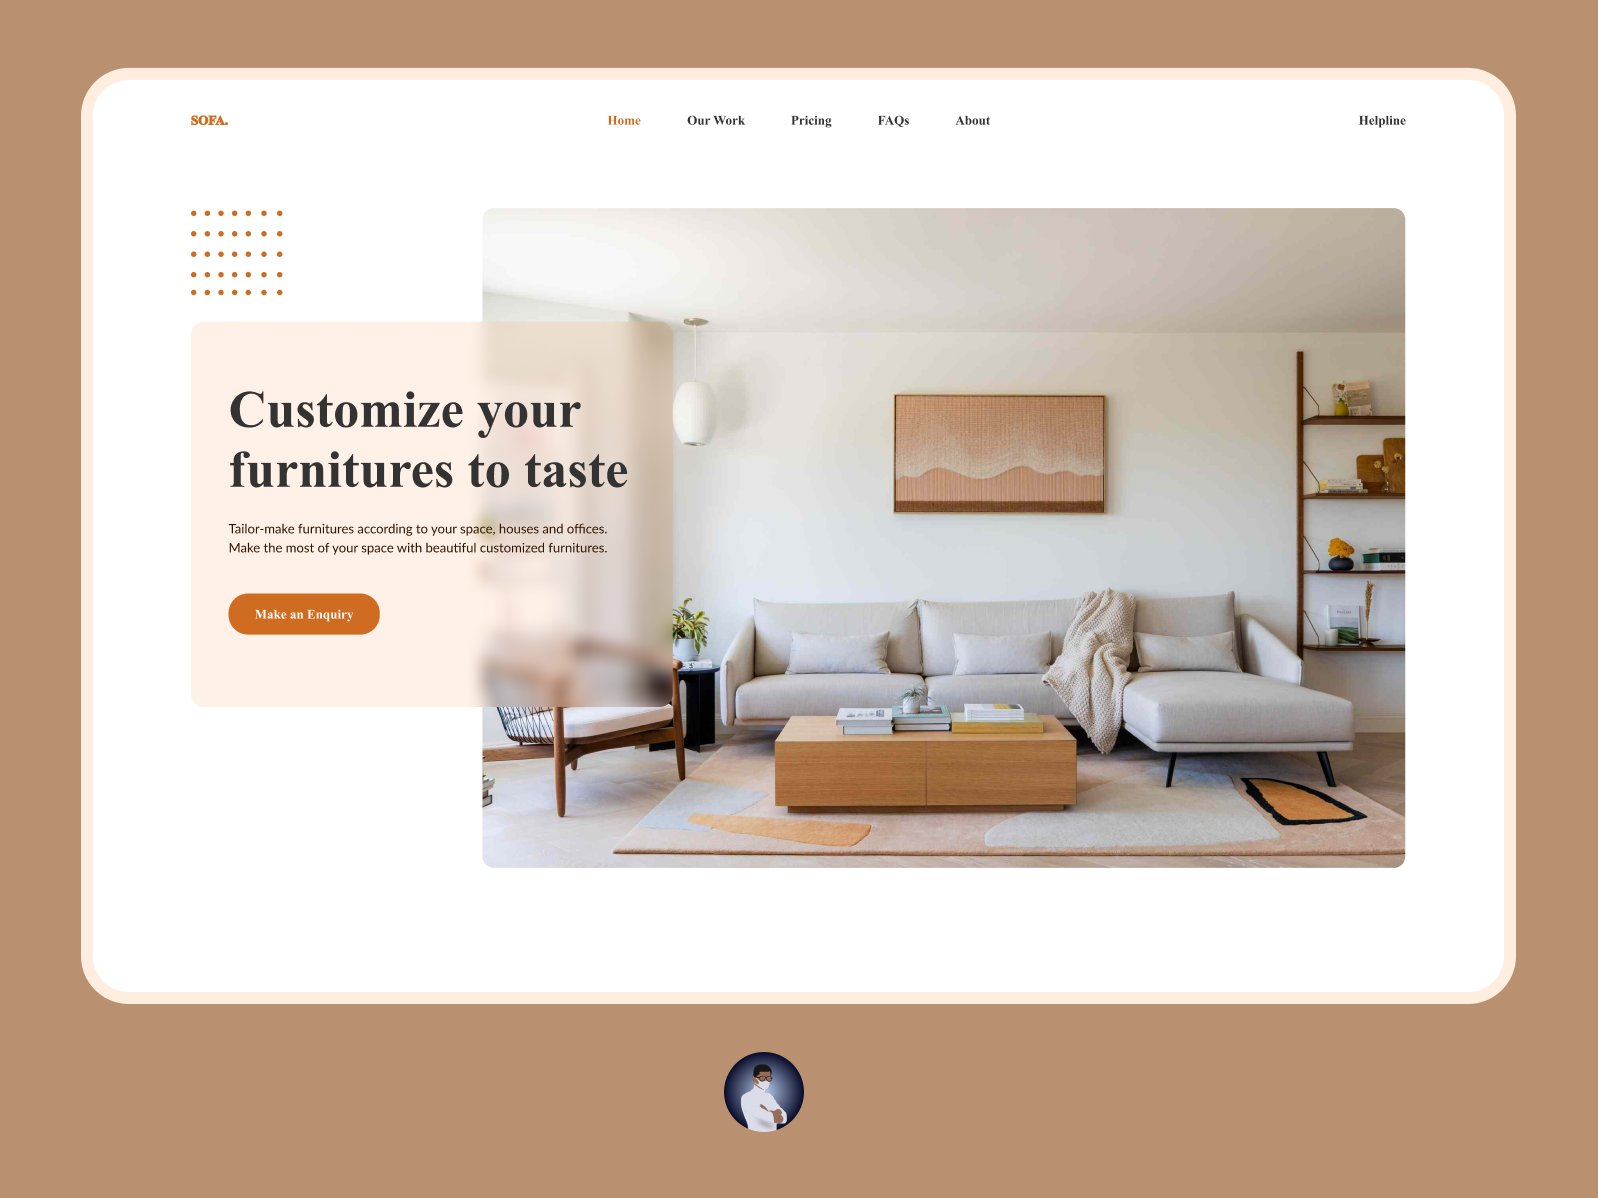 SOFA.
Home
Our Work
Pricing
FAQs
About
Helpline
Customize your
furnitures to taste
Tailor-make furnitures according to your space, houses and offices.
Make the most of your space with beautiful customized furnitures.
Make an Enquiry